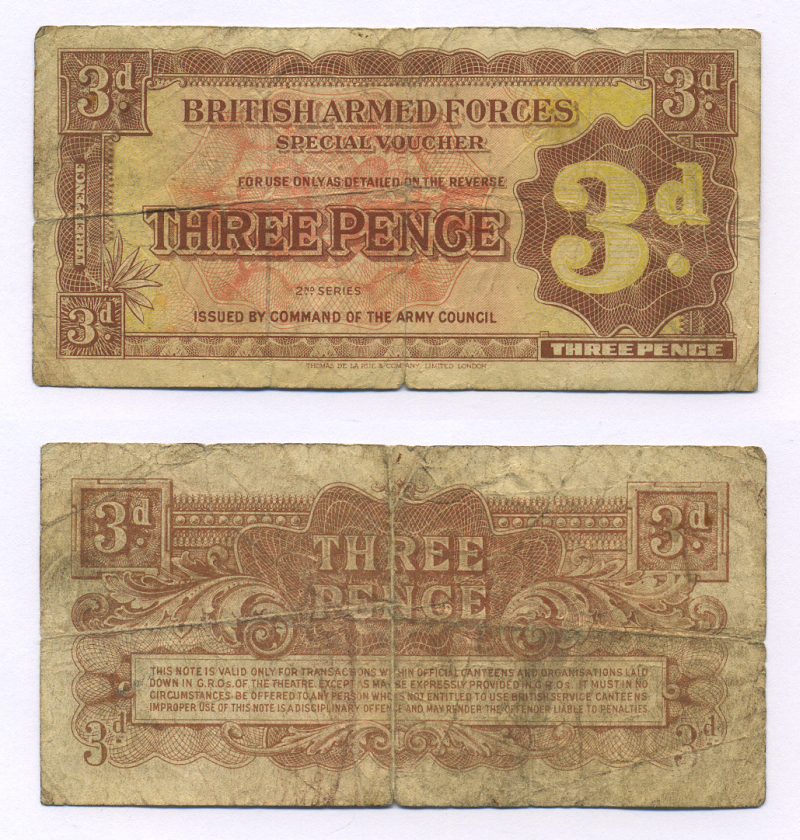 3d 3d
BRITISH ARMED FORCES
SPECIAL VOUCHER
FOR USE ONLY AS DETAILED ON THE REVERSE
THREE PENCE
3d
THREE PENCE
2ND SERIES
ISSUED BY COMMAND OF THE ARMY COUNCIL
3d
THREE PENCE
THOMAS DE LA RUE & COMPANY, LIMITED LONDON
3d 3d
THREE
PENCE
THIS NOTE IS VALID ONLY FOR TRANSACTIONS WITHIN OFFICIAL CANTEENS AND ORGANISATIONS LAID
DOWN IN G.R.Os. OF THE THEATRE. EXCEPT AS MAY BE EXPRESSLY PROVIDED IN G.R.Os. IT MUST IN NO
CIRCUMSTANCES BE OFFERED TO ANY PERSON WHO IS NOT ENTITLED TO USE BRITISH SERVICE CANTEENS.
IMPROPER USE OF THIS NOTE IS A DISCIPLINARY OFFENCE AND MAY RENDER THE OFFENDER LIABLE TO PENALTIES.
3d 3d